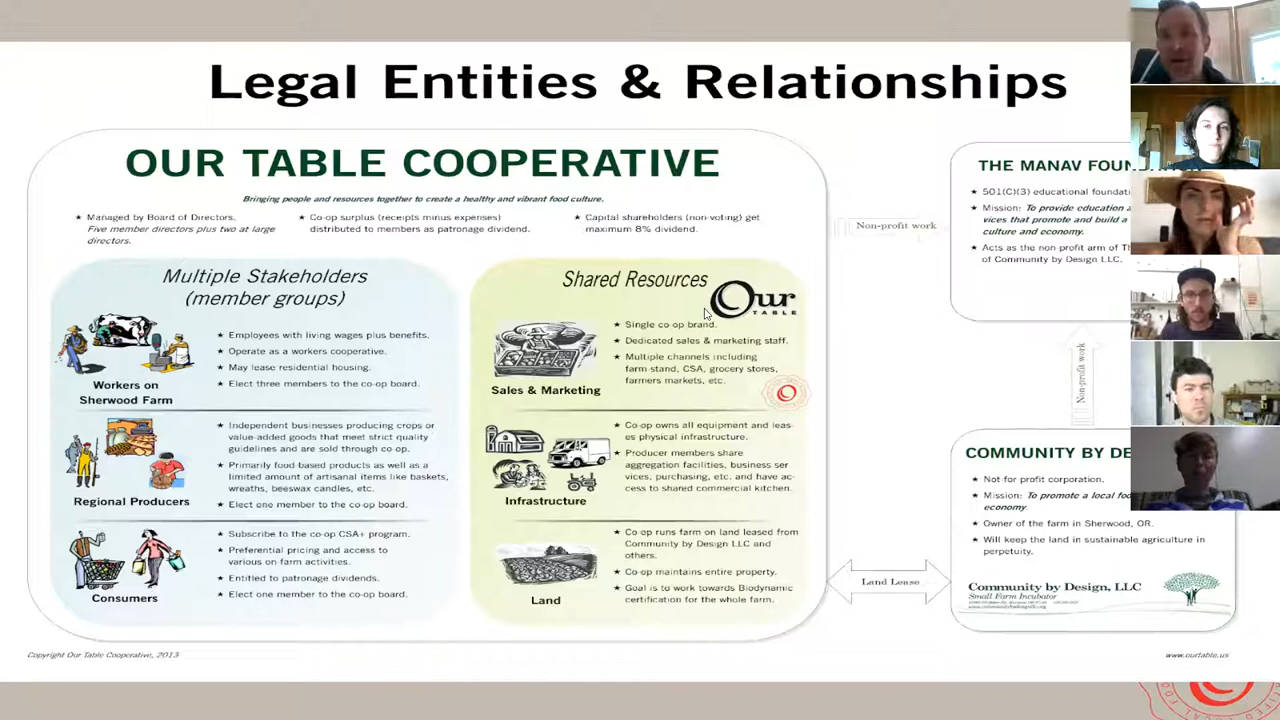 Legal Entities & Relationships
OUR TABLE COOPERATIVE
Bringing people and resources together to create a healthy and vibrant food culture.
★ Managed by Board of Directors.
Five member directors plus two at large
directors.
★ Co-op surplus (receipts minus expenses)
distributed to members as patronage dividend.
★ Capital shareholders (non-voting) get
maximum 8% dividend.
Multiple Stakeholders
(member groups)
Workers on
Sherwood Farm
★ Employees with living wages plus benefits.
★ Operate as a workers cooperative.
★ May lease residential housing.
★ Elect three members to the co-op board.
Regional Producers
★ Independent businesses producing crops or
value-added goods that meet strict quality
guidelines and are sold through co-op.
★ Primarily food-based products as well as a
limited amount of artisanal items like baskets,
wreaths, beeswax candles, etc.
★ Elect one member to the co-op board.
Consumers
★ Subscribe to the co-op CSA+ program.
★ Preferential pricing and access to
various on-farm activities.
★ Entitled to patronage dividends.
★ Elect one member to the co-op board.
Shared Resources
Our
TABLE
Sales & Marketing
★ Single co-op brand.
★ Dedicated sales & marketing staff.
★ Multiple channels including
farm stand, CSA, grocery stores,
farmers markets, etc.
Infrastructure
★ Co-op owns all equipment and leas-
es physical infrastructure.
★ Producer members share
aggregation facilities, business ser
vices, purchasing, etc. and have ac-
cess to shared commercial kitchen.
Land
★ Co-op runs farm on land leased from
Community by Design LLC and
others.
★ Co-op maintains entire property.
★ Goal is to work towards Biodynamic
certification for the whole farm.
Non-profit work
THE MANAV FOUN
★ 501(C)(3) educational foundati
★ Mission: To provide education a
vices that promote and build a
culture and economy.
★ Acts as the non profit arm of T
of Community by Design LLC.
Non-profit work
COMMUNITY BY DE
★ Not for profit corporation.
★ Mission: To promote a local fo
economy
★ Owner of the farm in Sherwood, OR.
★ Will keep the land in sustainable agriculture in
perpetuity.
Community by Design, LLC
Small Farm Incubator
Land Lease
Copyright Our Table Cooperative, 2013
www.ourtable.us